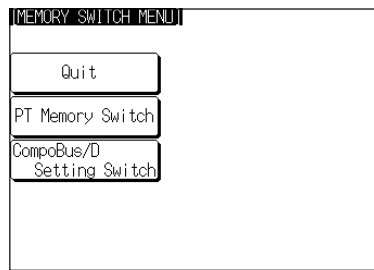 [MEMORY SWITCH MENU]
Quit
PT Memory Switch
CompoBus/D
Setting Switch